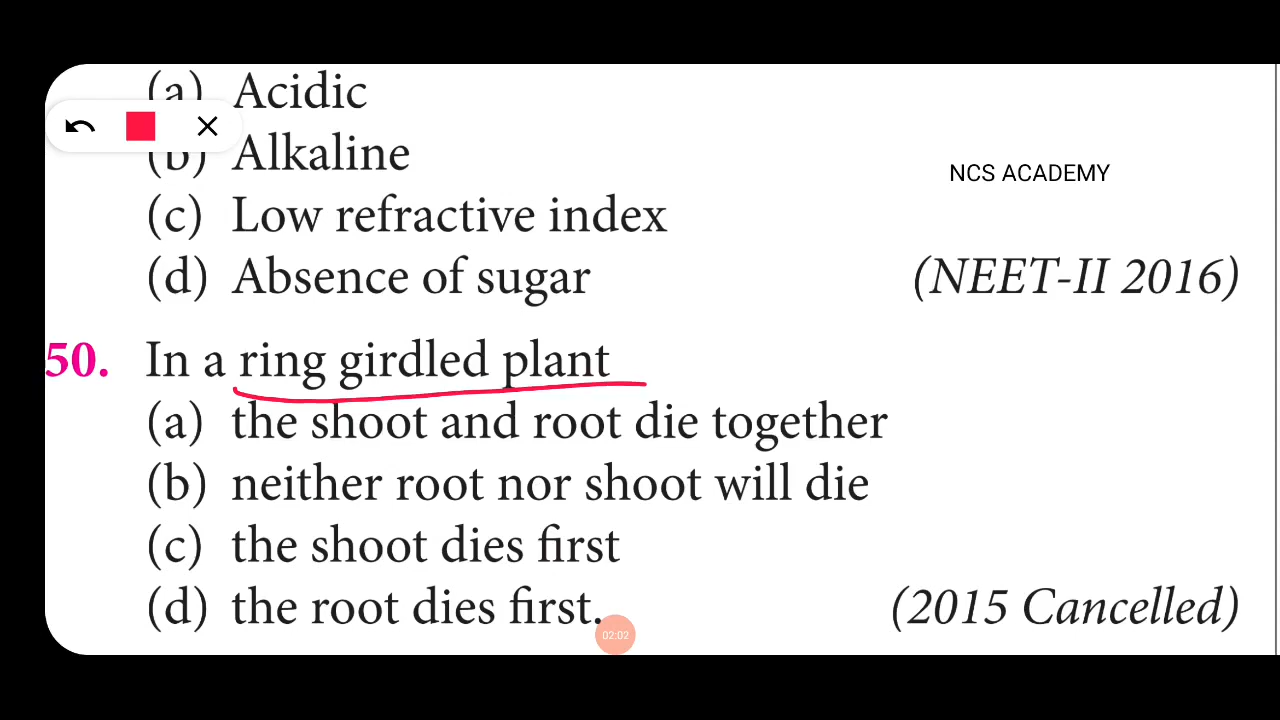 (a) Acidic
(b) Alkaline
NCS ACADEMY
(c) Low refractive index
(d) Absence of sugar (NEET-II 2016)
50. In a ring girdled plant
(a) the shoot and root die together
(b) neither root nor shoot will die
(c) the shoot dies first
(d) the root dies first. (2015 Cancelled)
02:02